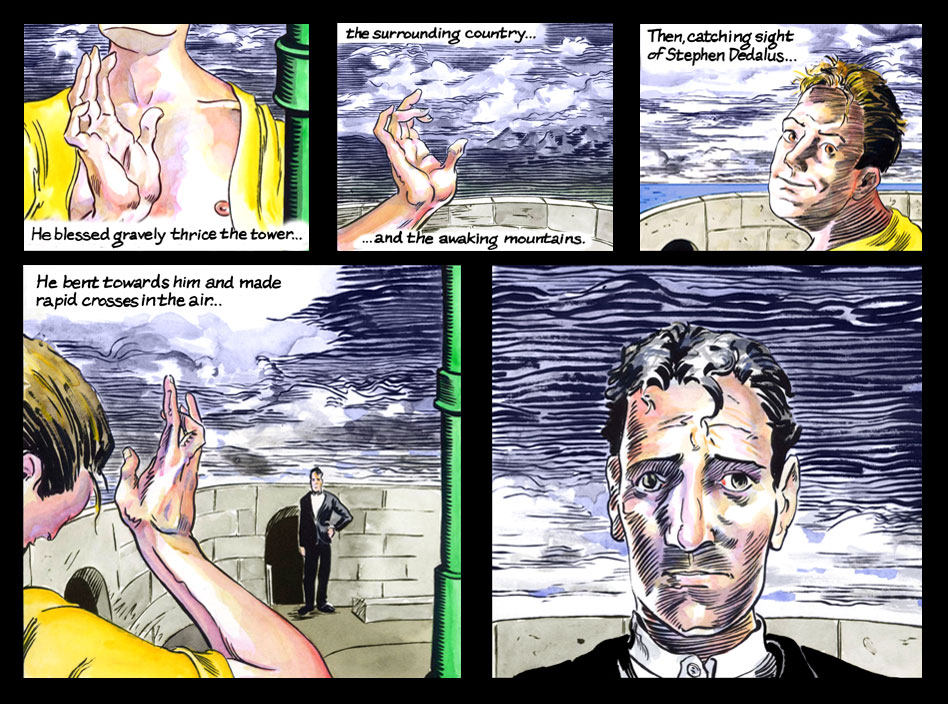 He blessed gravely thrice the tower...
the surrounding country...
...and the awaking mountains.
Then, catching sight
of Stephen Dedalus...
He bent towards him and made
rapid crosses in the air...